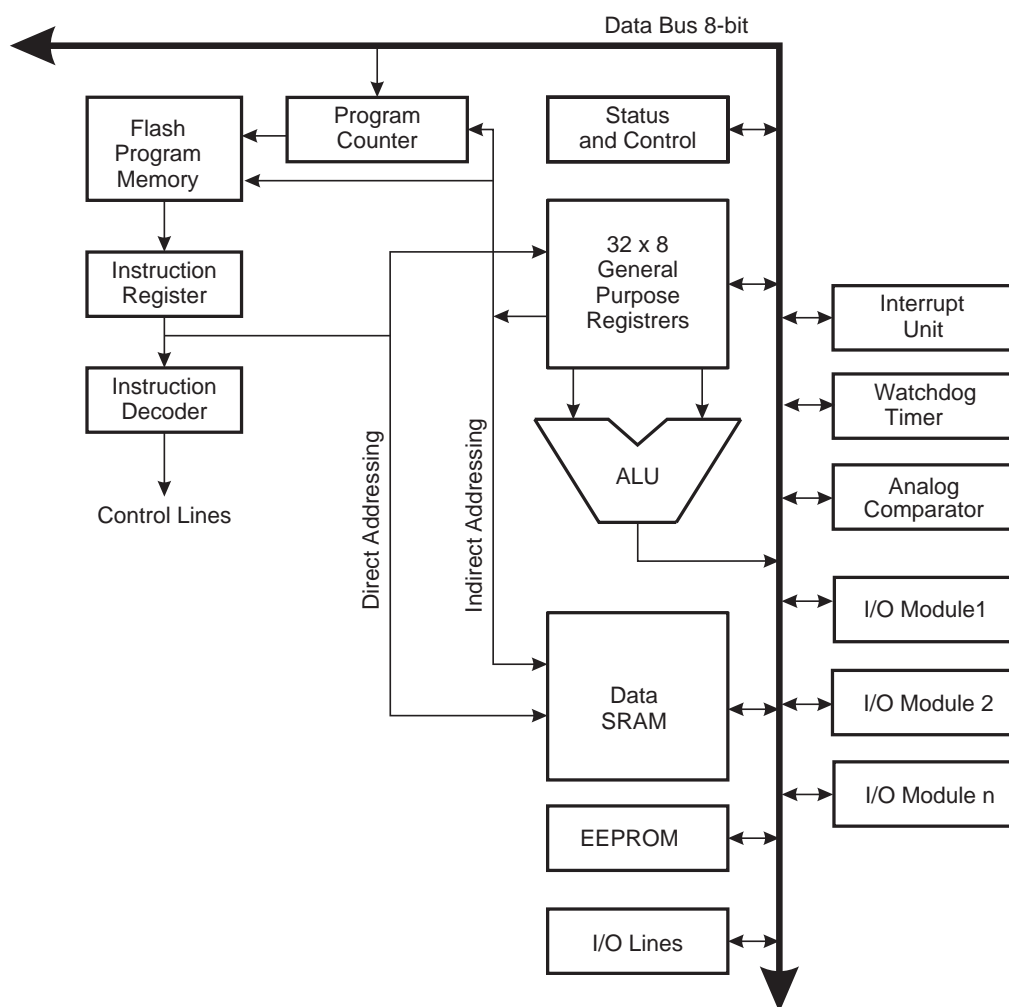 Data Bus 8-bit
Flash
Program
Memory
Program
Counter
Status
and Control
32 x 8
General
Purpose
Registrers
Instruction
Register
Instruction
Decoder
Control Lines
Direct Addressing
Indirect Addressing
ALU
Interrupt
Unit
Watchdog
Timer
Analog
Comparator
I/O Module1
Data
SRAM
I/O Module 2
I/O Module n
EEPROM
I/O Lines